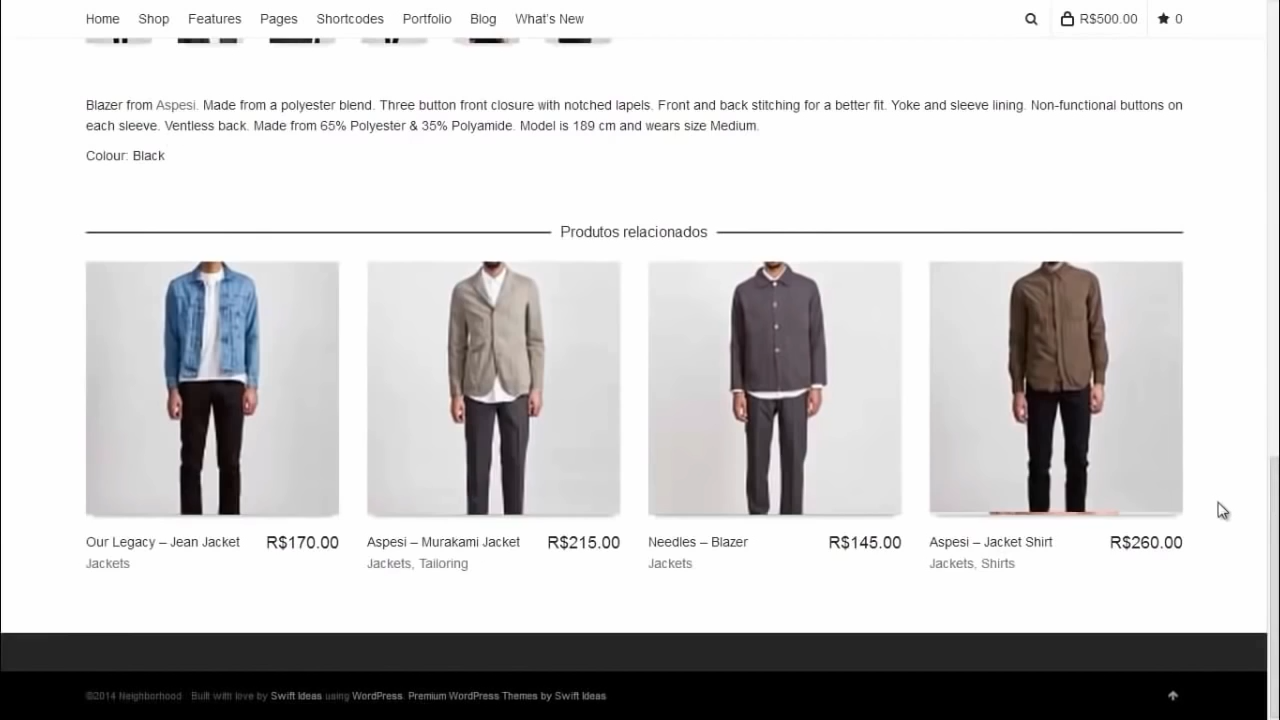 Home Shop Features Pages Shortcodes Portfolio Blog What's New R$500.00 0
Blazer from Aspesi. Made from a polyester blend. Three button front closure with notched lapels. Front and back stitching for a better fit. Yoke and sleeve lining. Non-functional buttons on
each sleeve. Ventless back. Made from 65% Polyester & 35% Polyamide. Model is 189 cm and wears size Medium.
Colour: Black
Produtos relacionados
Our Legacy – Jean Jacket R$170.00
Jackets
Aspesi – Murakami Jacket R$215.00
Jackets, Tailoring
Needles – Blazer R$145.00
Jackets
Aspesi – Jacket Shirt R$260.00
Jackets, Shirts
©2014 Neighborhood Built with love by Swift Ideas using WordPress. Premium WordPress Themes by Swift Ideas